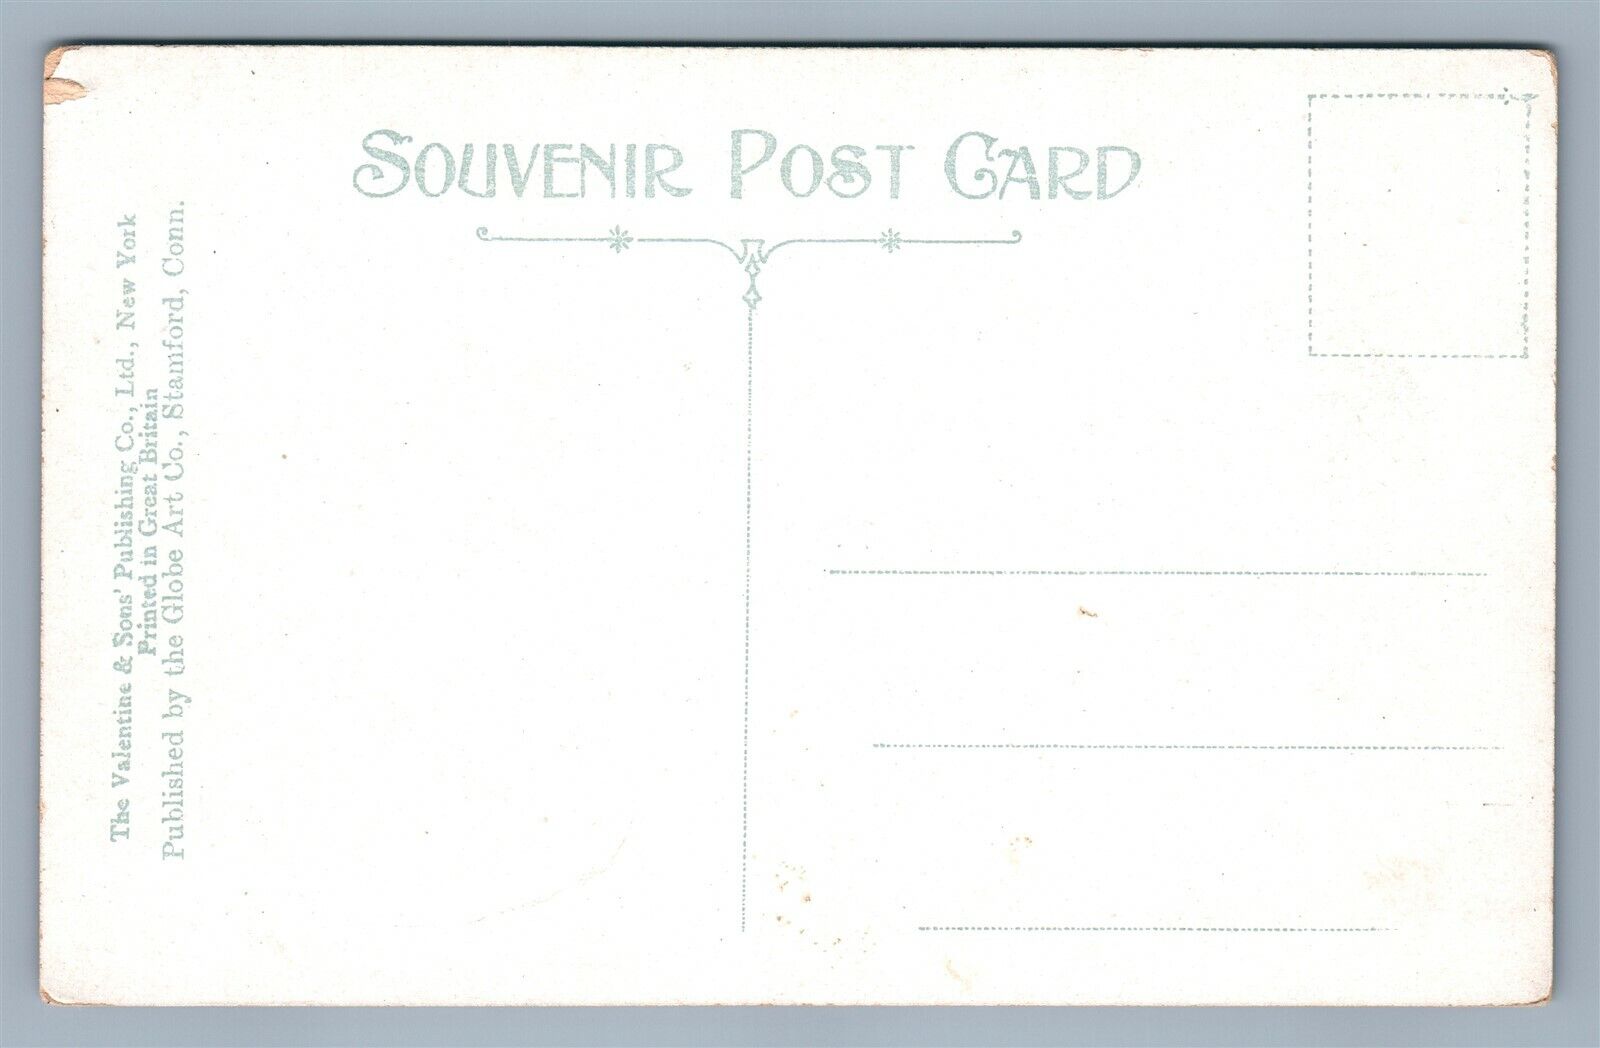 SOUVENIR POST CARD
The Valentine & Sons' Publishing Co., Ltd., New York
Printed in Great Britain
Published by the Globe Art Co., Stamford, Conn.